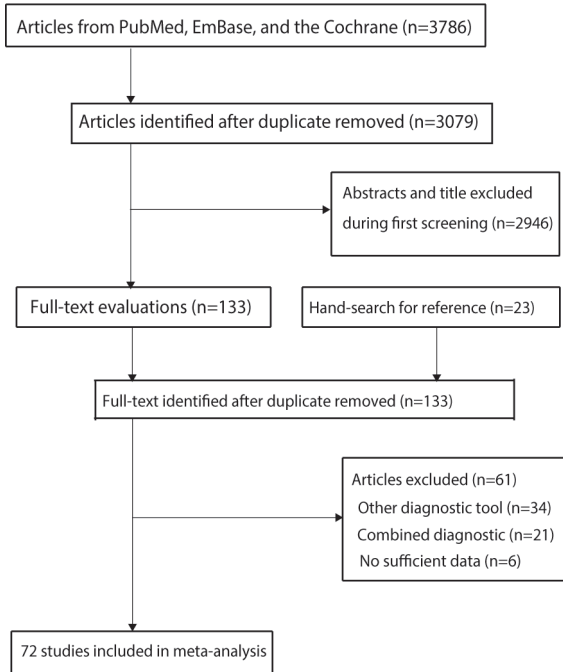 Articles from PubMed, EmBase, and the Cochrane (n=3786)
Articles identified after duplicate removed (n=3079)
Abstracts and title excluded
during first screening (n=2946)
Full-text evaluations (n=133)
Hand-search for reference (n=23)
Full-text identified after duplicate removed (n=133)
Articles excluded (n=61)
Other diagnostic tool (n=34)
Combined diagnostic (n=21)
No sufficient data (n=6)
72 studies included in meta-analysis